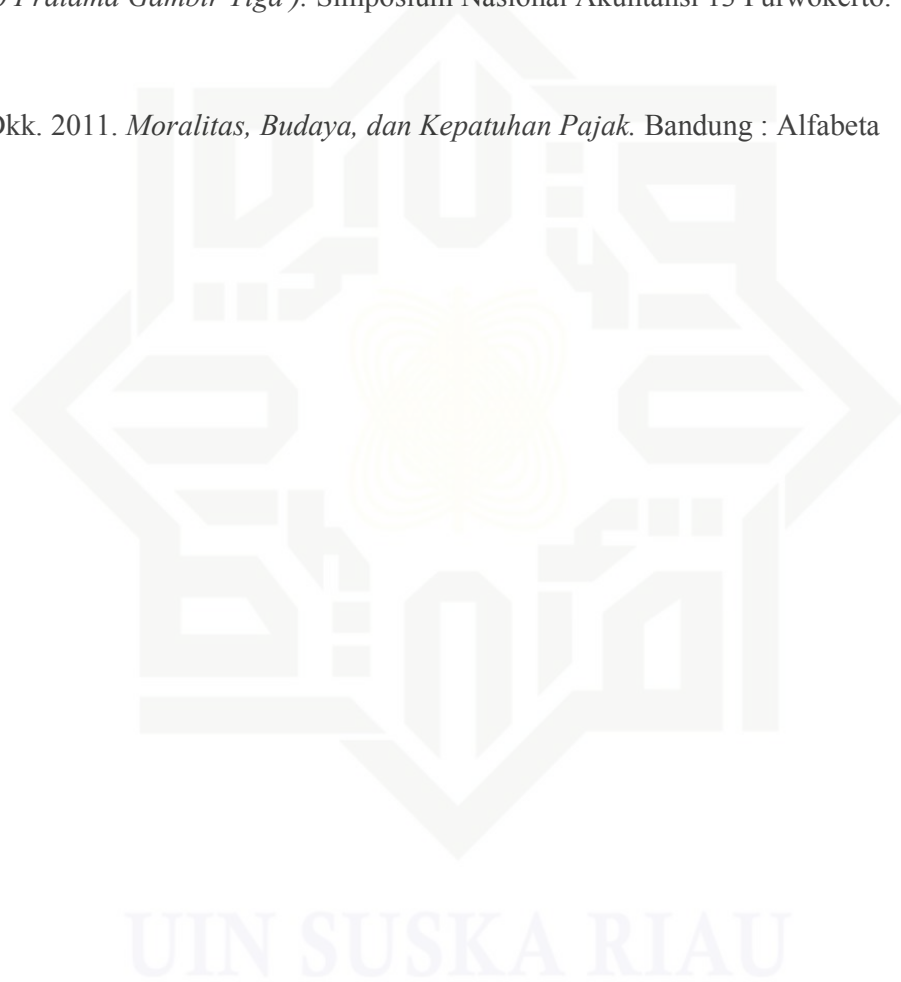 Pratama Gambir Tiga ). Simposium Nasional Akuntansi 13 Purwokerto.
Dkk. 2011. Moralitas, Budaya, dan Kepatuhan Pajak. Bandung : Alfabeta
UIN SUSKA RIAU